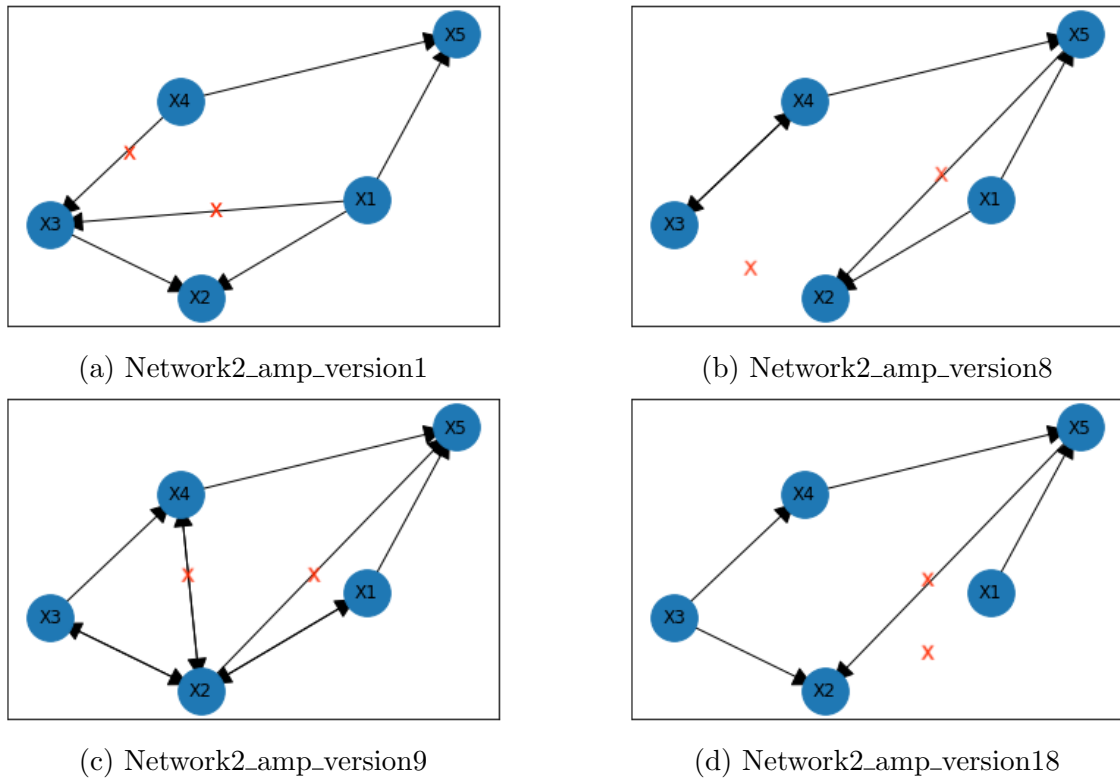 X5
X4
X
X1
X
X3
X2
(a) Network2_amp_version1
X5
X4
X
X1
X3
X
X2
(b) Network2_amp_version8
X5
X4
X
X
X1
X3
X2
(c) Network2_amp_version9
X5
X4
X
X1
X3
X
X2
(d) Network2_amp_version18